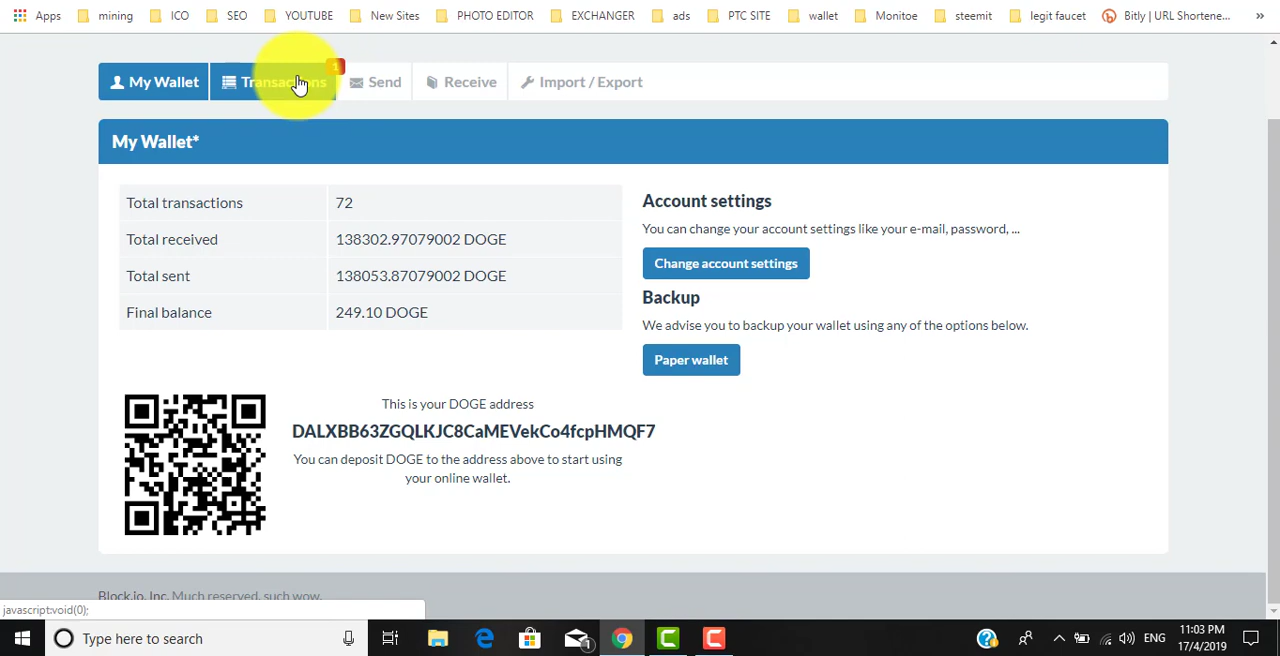 Apps mining ICO SEO YOUTUBE New Sites PHOTO EDITOR EXCHANGER ads PTC SITE wallet Monitoe steemit legit faucet Bitly | URL Shortene... »
My Wallet Transactions 1 Send Receive Import / Export
My Wallet*
Total transactions 72
Total received 138302.97079002 DOGE
Total sent 138053.87079002 DOGE
Final balance 249.10 DOGE
Account settings
You can change your account settings like your e-mail, password, ...
Change account settings
Backup
We advise you to backup your wallet using any of the options below.
Paper wallet
This is your DOGE address
DALXBB63ZGQLKJC8CaMEVekCo4fcpHMQF7
You can deposit DOGE to the address above to start using
your online wallet.
Block.io, Inc. Much reserved, such wow.
javascript:void(0);
Type here to search
1
ENG
11:03 PM
17/4/2019